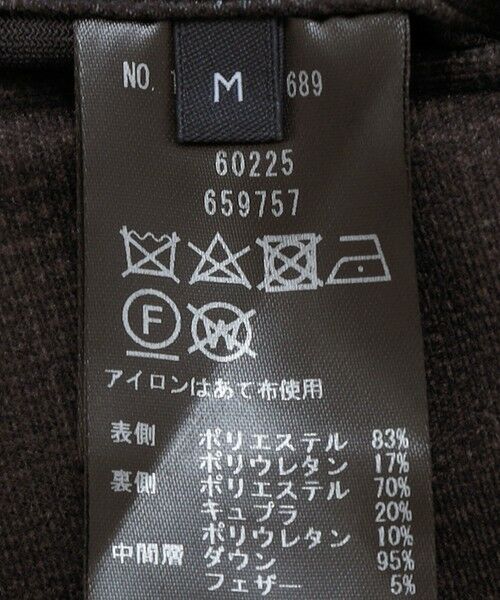 NO.
M
689
60225
659757
F W
アイロンはあて布使用
表側 ポリエステル 83%
ポリウレタン 17%
裏側 ポリエステル 70%
キュプラ 20%
ポリウレタン 10%
中間層 ダウン 95%
フェザー 5%